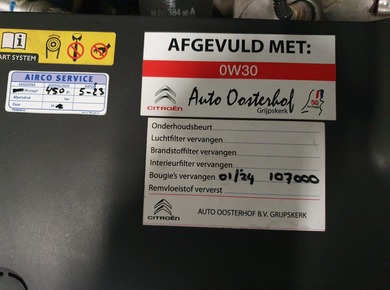 START SYSTEM
AIRCO SERVICE
450
5-23
AFGEVULD MET:
0W30
CITROËN
Auto Oosterhof
Grijpskerk
Onderhoudsbeurt
Luchtfilter vervangen
Brandstoffilter vervangen
Interieurfilter vervangen
Bougie's vervangen 01/'24 107000
Remvloeistof ververst
CITROËN
AUTO OOSTERHOF B.V. GRIJPSKERK